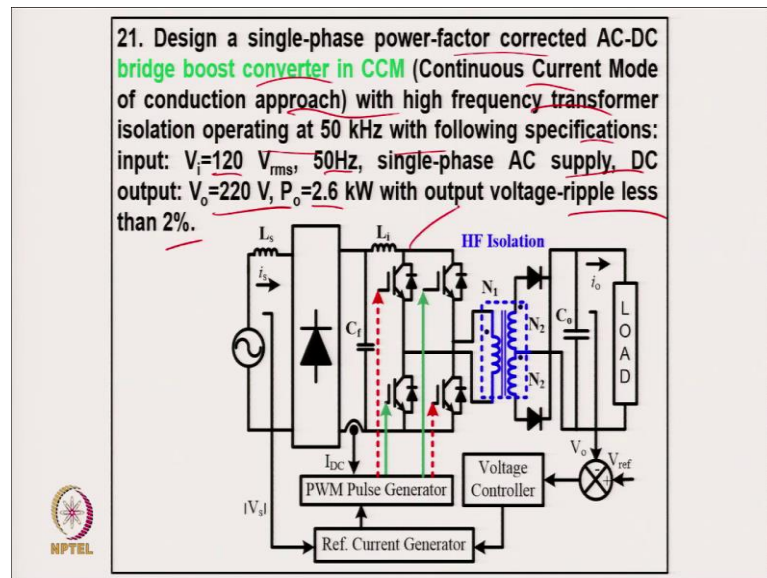 21. Design a single-phase power-factor corrected AC-DC
bridge boost converter in CCM (Continuous Current Mode
of conduction approach) with high frequency transformer
isolation operating at 50 kHz with following specifications:
input: Vi=120 Vrms, 50Hz, single-phase AC supply, DC
output: Vo=220 V, Po=2.6 kW with output voltage-ripple less
than 2%.
Ls
Li
HF Isolation
is
N1
io
Cf
N2
Co
LOAD
N2
IDC
Vo
Vref
- +
PWM Pulse Generator
Voltage
Controller
|Vs|
Ref. Current Generator
NPTEL